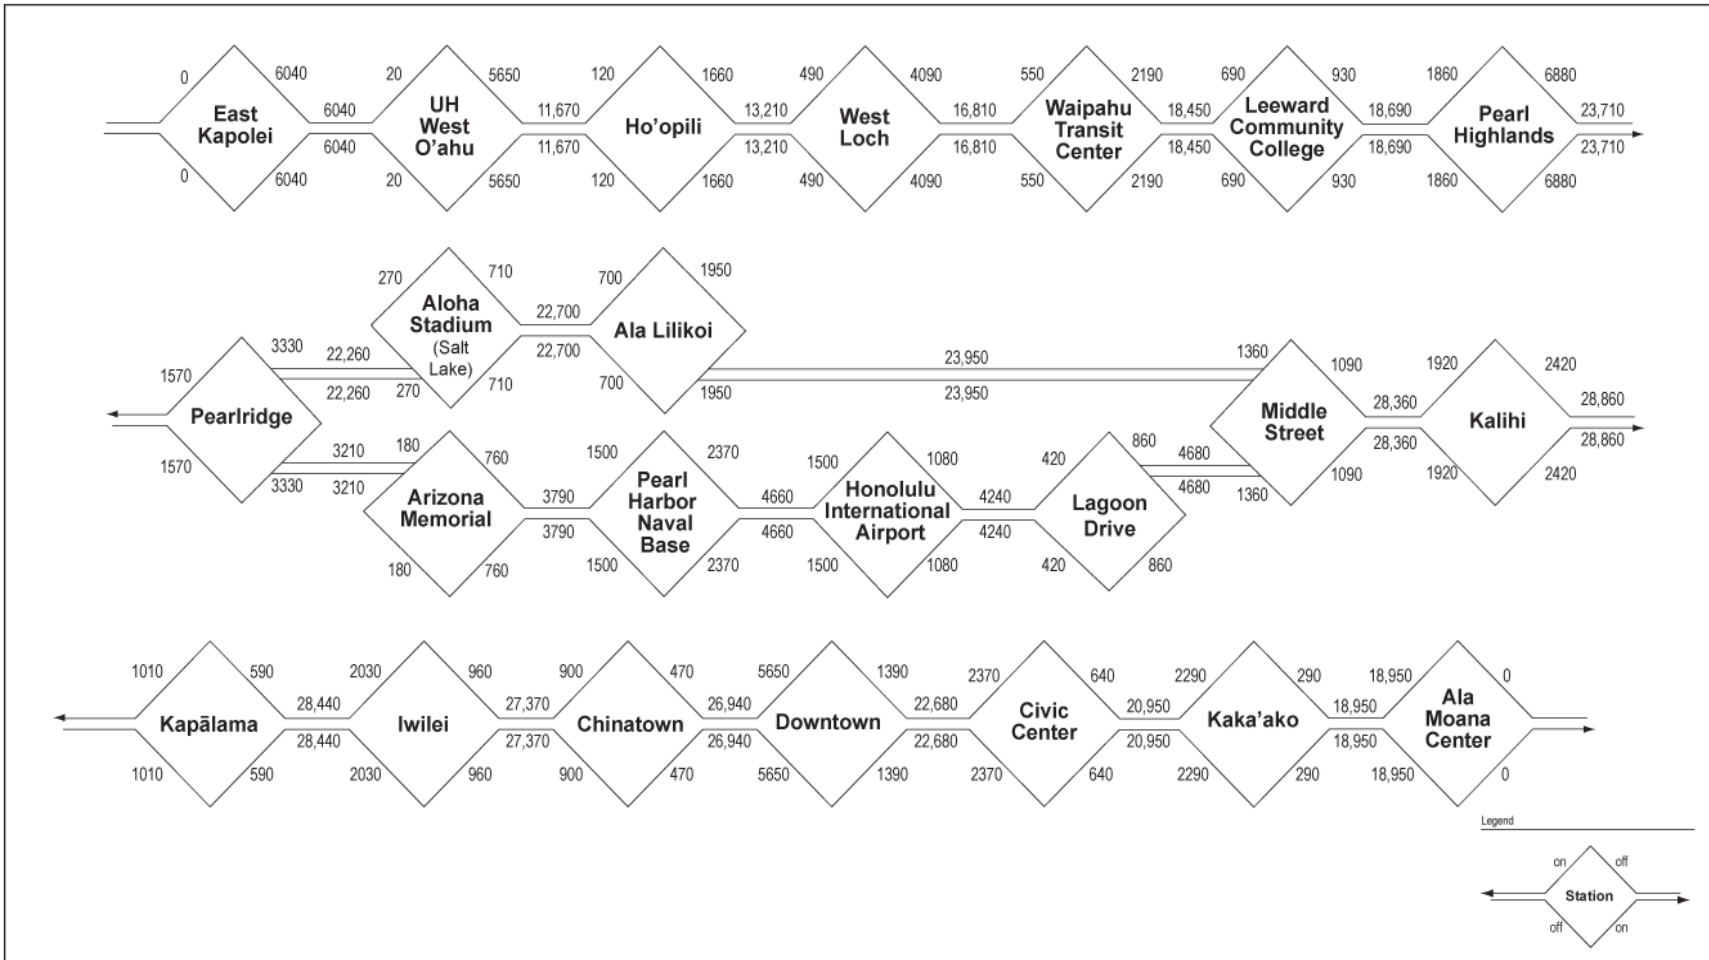 0 6040 20 5650 120 1660 490 4090 550 2190 690 930 1860 6880
East
Kapolei
6040
6040
UH
West
O'ahu
11,670
11,670
Ho'opili
13,210
13,210
West
Loch
16,810
16,810
Waipahu
Transit
Center
18,450
18,450
Leeward
Community
College
18,690
18,690
Pearl
Highlands
23,710
23,710
0 6040 20 5650 120 1660 490 4090 550 2190 690 930 1860 6880
270 710 700 1950
Aloha
Stadium
(Salt
Lake)
22,700
22,700
Ala Lilikoi
270 710 700 1950
1570 3330
22,260
22,260
23,950
23,950
Pearlridge
1570 3330
3210
3210
180 760
Arizona
Memorial
180 760
3790
3790
1500 2370
Pearl
Harbor
Naval
Base
1500 2370
4660
4660
1500 1080
Honolulu
International
Airport
1500 1080
4240
4240
420 860
Lagoon
Drive
420 860
4680
4680
1360 1090
Middle
Street
1360 1090
28,360
28,360
1920 2420
Kalihi
1920 2420
28,860
28,860
1010 590 2030 960 900 470 5650 1390 2370 640 2290 290 18,950 0
Kapālama
28,440
28,440
Iwilei
27,370
27,370
Chinatown
26,940
26,940
Downtown
22,680
22,680
Civic
Center
20,950
20,950
Kaka'ako
18,950
18,950
Ala
Moana
Center
1010 590 2030 960 900 470 5650 1390 2370 640 2290 290 18,950 0
Legend
on off
Station
off on